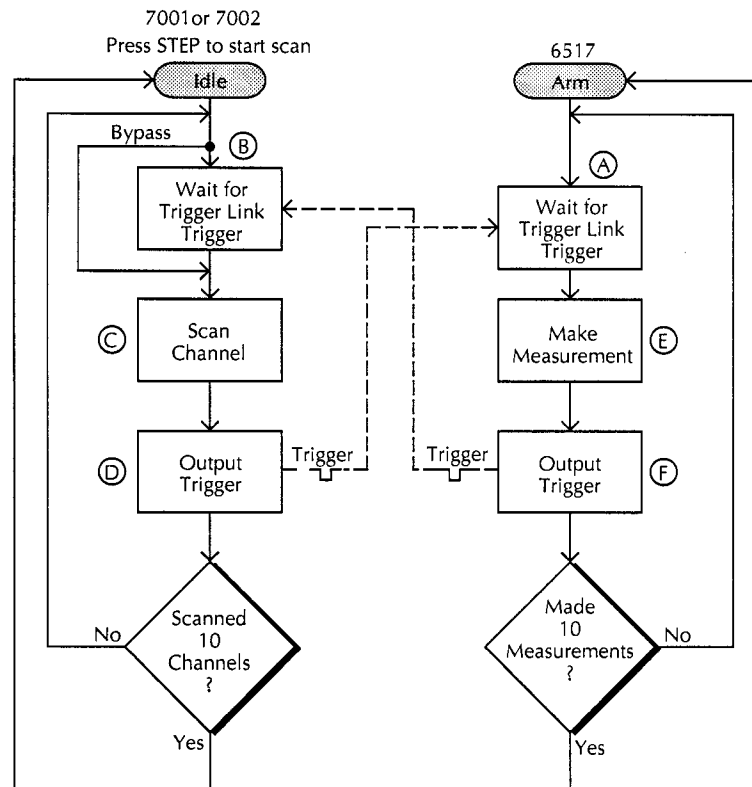 7001 or 7002
Press STEP to start scan
Idle
Bypass
B
Wait for
Trigger Link
Trigger
C
Scan
Channel
D
Output
Trigger
Trigger
Scanned
10
Channels
?
No
Yes
6517
Arm
A
Wait for
Trigger Link
Trigger
E
Make
Measurement
Trigger
Output
Trigger
F
Made
10
Measurements
?
No
Yes